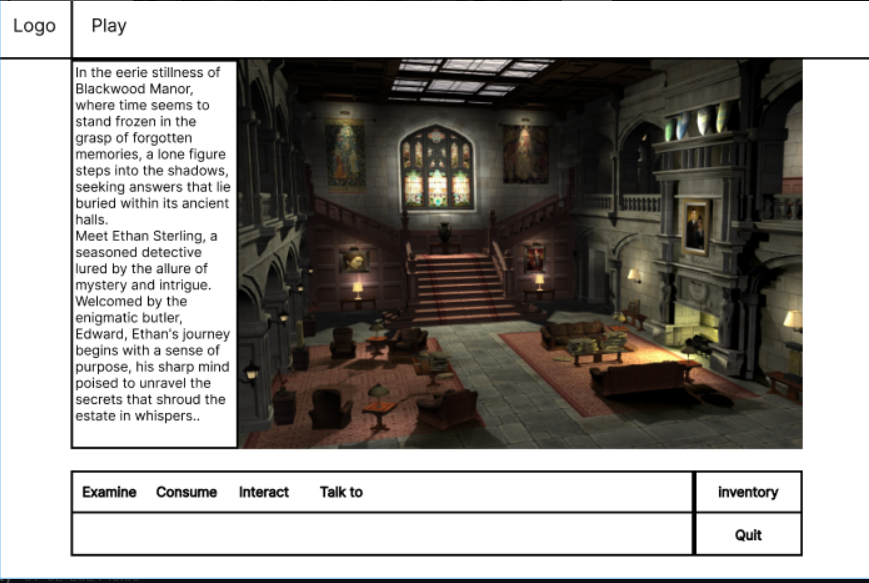 Logo
Play
In the eerie stillness of
Blackwood Manor,
where time seems to
stand frozen in the
grasp of forgotten
memories, a lone figure
steps into the shadows,
seeking answers that lie
buried within its ancient
halls.
Meet Ethan Sterling, a
seasoned detective
lured by the allure of
mystery and intrigue.
Welcomed by the
enigmatic butler,
Edward, Ethan's journey
begins with a sense of
purpose, his sharp mind
poised to unravel the
secrets that shroud the
estate in whispers..
Examine Consume Interact Talk to
inventory
Quit